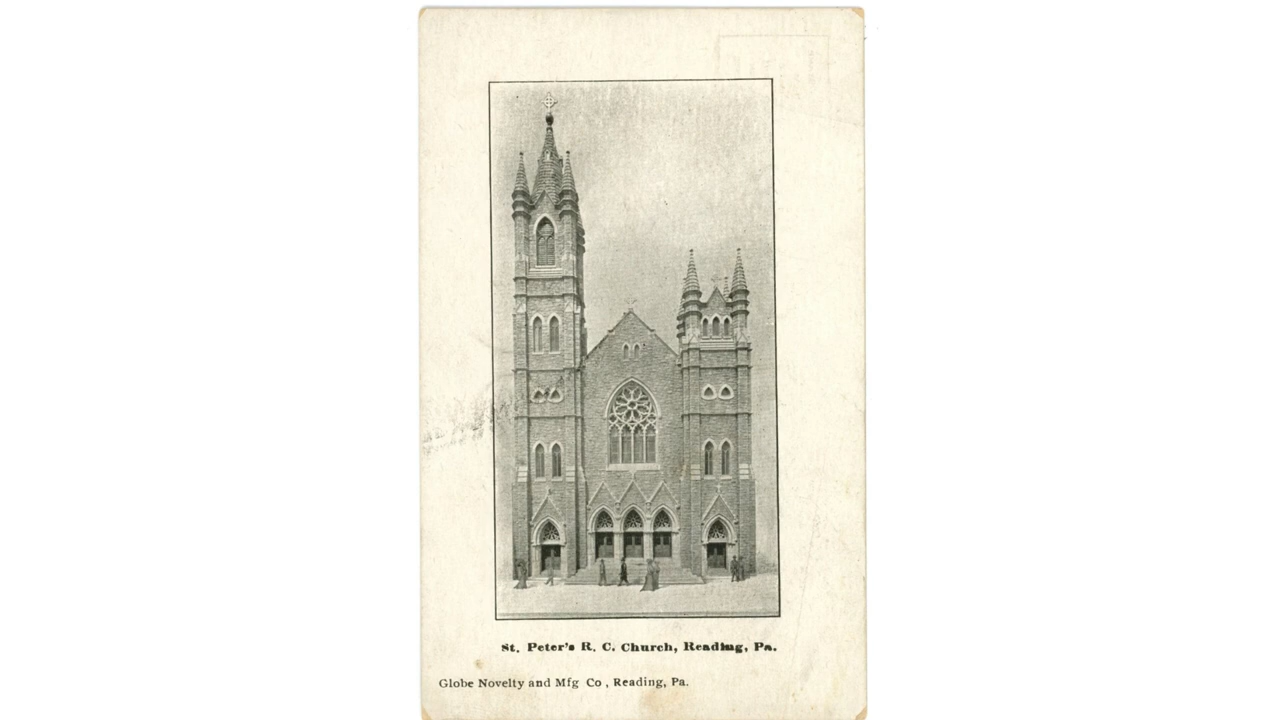 St. Peter's R. C. Church, Reading, Pa.
Globe Novelty and Mfg Co , Reading, Pa.